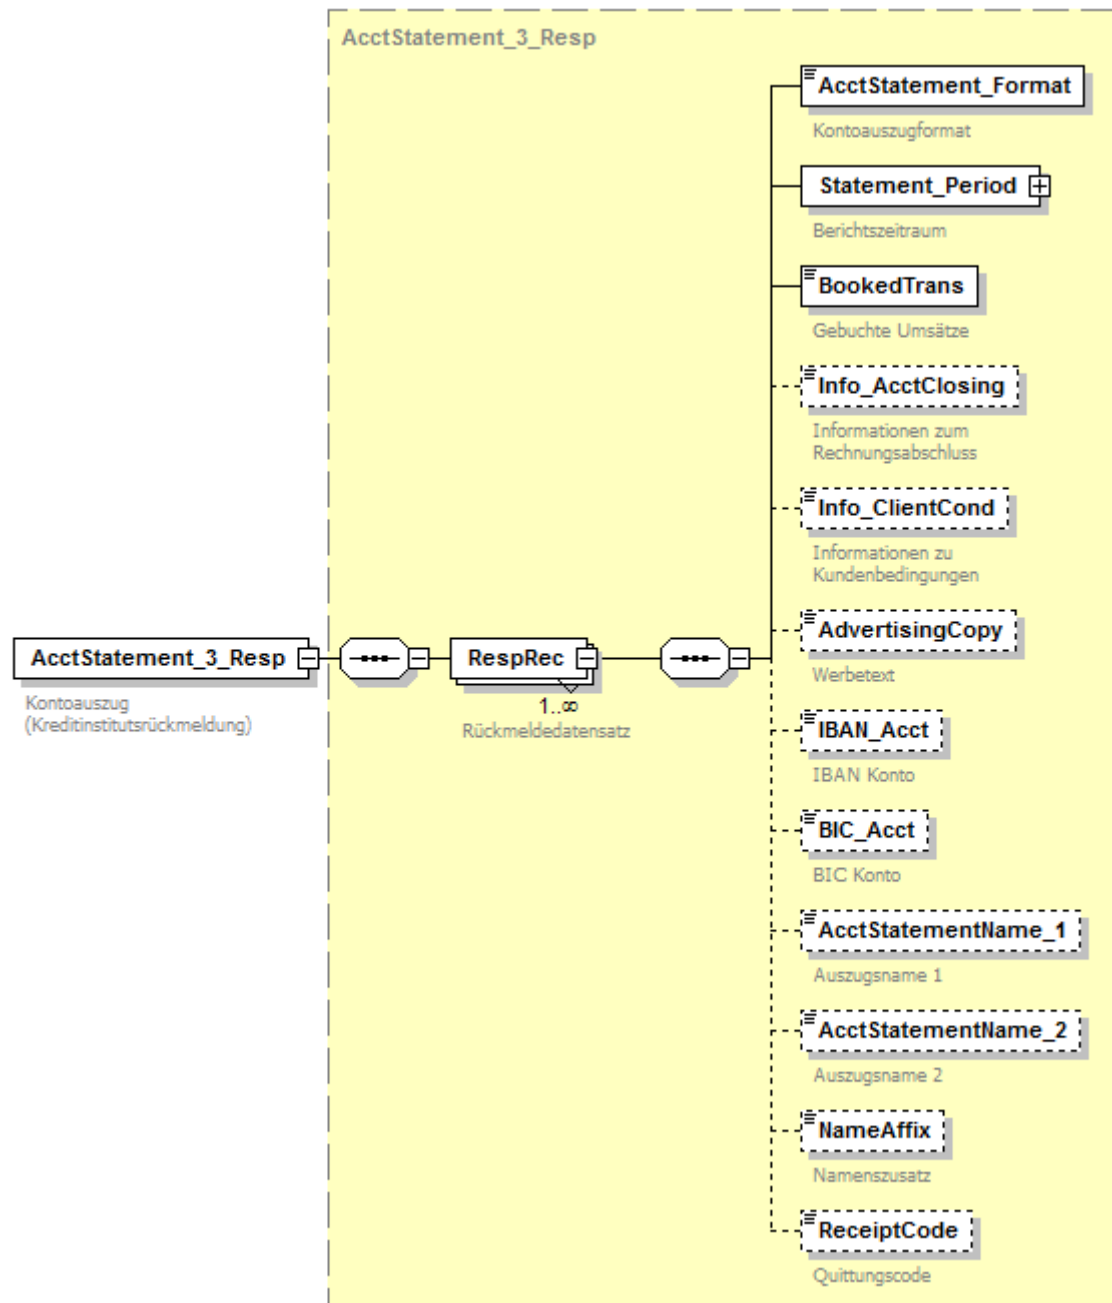 AcctStatement_3_Resp
AcctStatement_Format
Kontoauszugformat
Statement_Period
Berichtszeitraum
BookedTrans
Gebuchte Umsätze
Info_AcctClosing
Informationen zum
Rechnungsabschluss
Info_ClientCond
Informationen zu
Kundenbedingungen
AdvertisingCopy
Werbetext
AcctStatement_3_Resp
Kontoauszug
(Kreditinstitutsrückmeldung)
RespRec
1..∞
Rückmeldedatensatz
IBAN_Acct
IBAN Konto
BIC_Acct
BIC Konto
AcctStatementName_1
Auszugsname 1
AcctStatementName_2
Auszugsname 2
NameAffix
Namenszusatz
ReceiptCode
Quittungscode